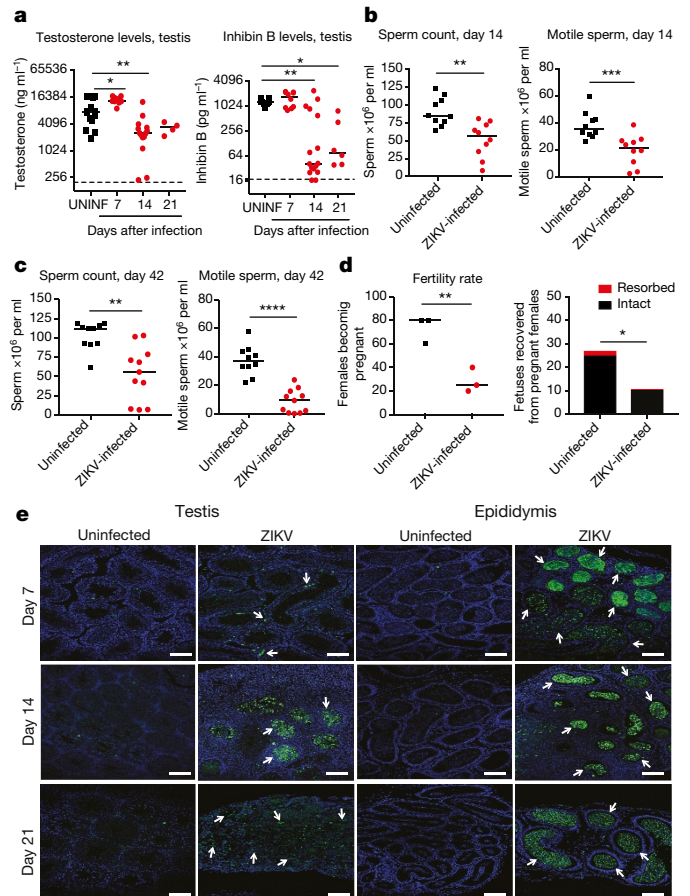 a
Testosterone levels, testis
Testosterone (ng ml−1)
65536
16384
4096
1024
256
**
*
UNINF 7 14 21
Days after infection
Inhibin B levels, testis
Inhibin B (pg ml−1)
4096
1024
256
64
16
*
**
UNINF 7 14 21
Days after infection
b
Sperm count, day 14
Sperm ×10⁶ per ml
150
125
100
75
50
25
0
**
Uninfected
ZIKV-infected
Motile sperm, day 14
Motile sperm ×10⁶ per ml
80
60
40
20
0
***
Uninfected
ZIKV-infected
c
Sperm count, day 42
Sperm ×10⁶ per ml
150
125
100
75
50
25
0
**
Uninfected
ZIKV-infected
Motile sperm, day 42
Motile sperm ×10⁶ per ml
80
60
40
20
0
****
Uninfected
ZIKV-infected
d
Fertility rate
Females becomig
pregnant
100
80
60
40
20
0
**
Uninfected
ZIKV-infected
Resorbed
Intact
Fetuses recovered
from pregnant females
50
40
30
20
10
0
*
Uninfected
ZIKV-infected
e
Testis
Epididymis
Uninfected
ZIKV
Uninfected
ZIKV
Day 7
Day 14
Day 21